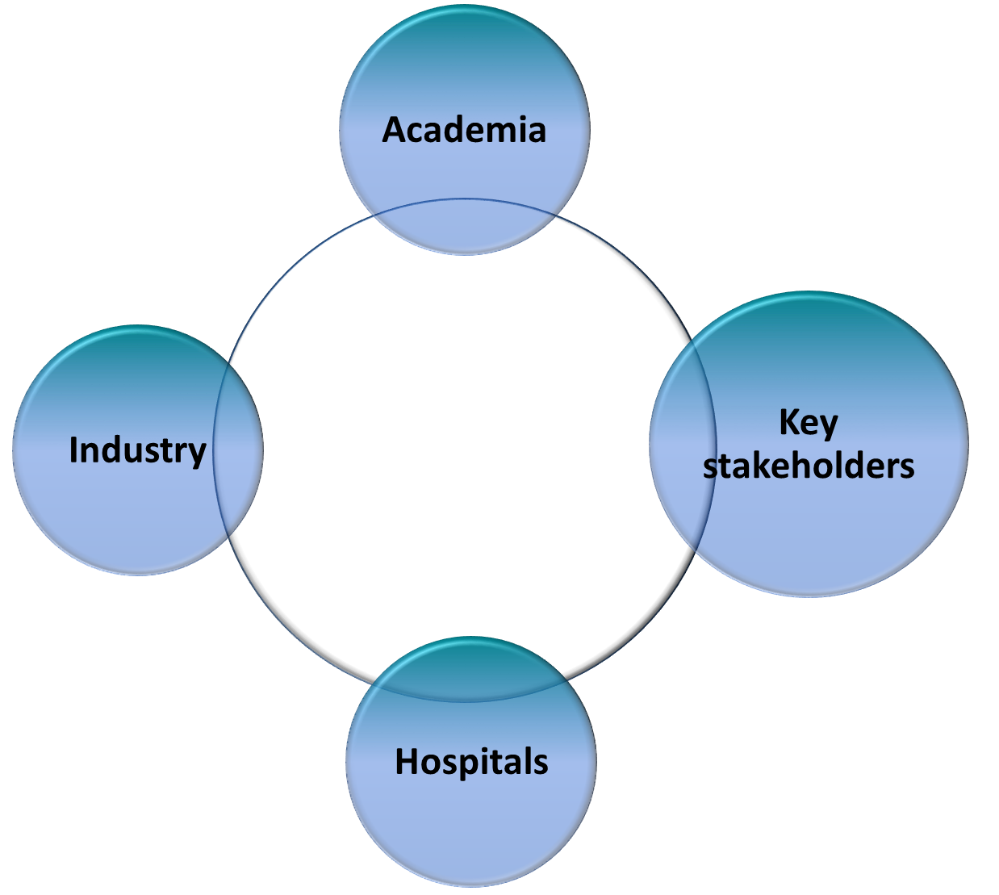 Academia
Industry
Key
stakeholders
Hospitals